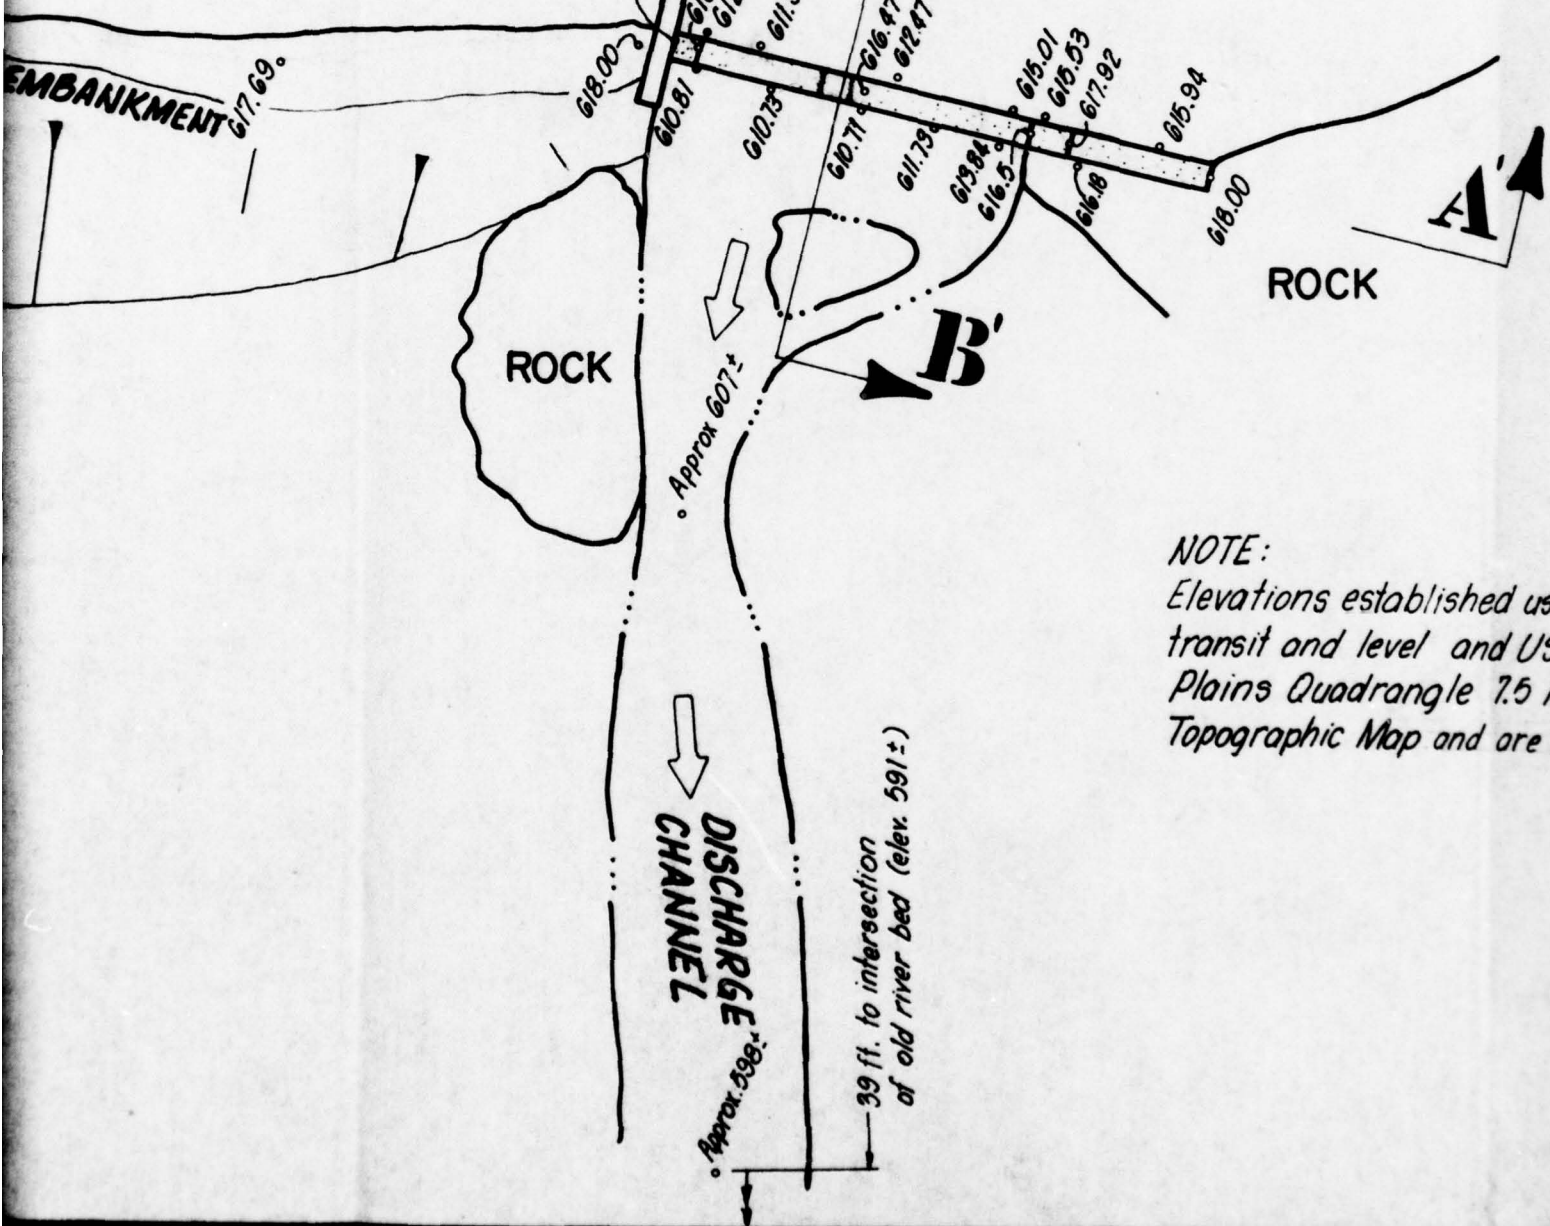 EMBANKMENT
617.69
618.00
610.81
611.
610.73
616.47
612.47
610.71
611.79
615.01
615.53
617.92
613.84
616.5
616.18
615.94
618.00
A'
ROCK
ROCK
B'
Approx 607±
NOTE:
Elevations established us
transit and level and US
Plains Quadrangle 7.5
Topographic Map and are
DISCHARGE
CHANNEL
39 ft. to intersection
of old river bed (elev. 591±)
Approx. 598±